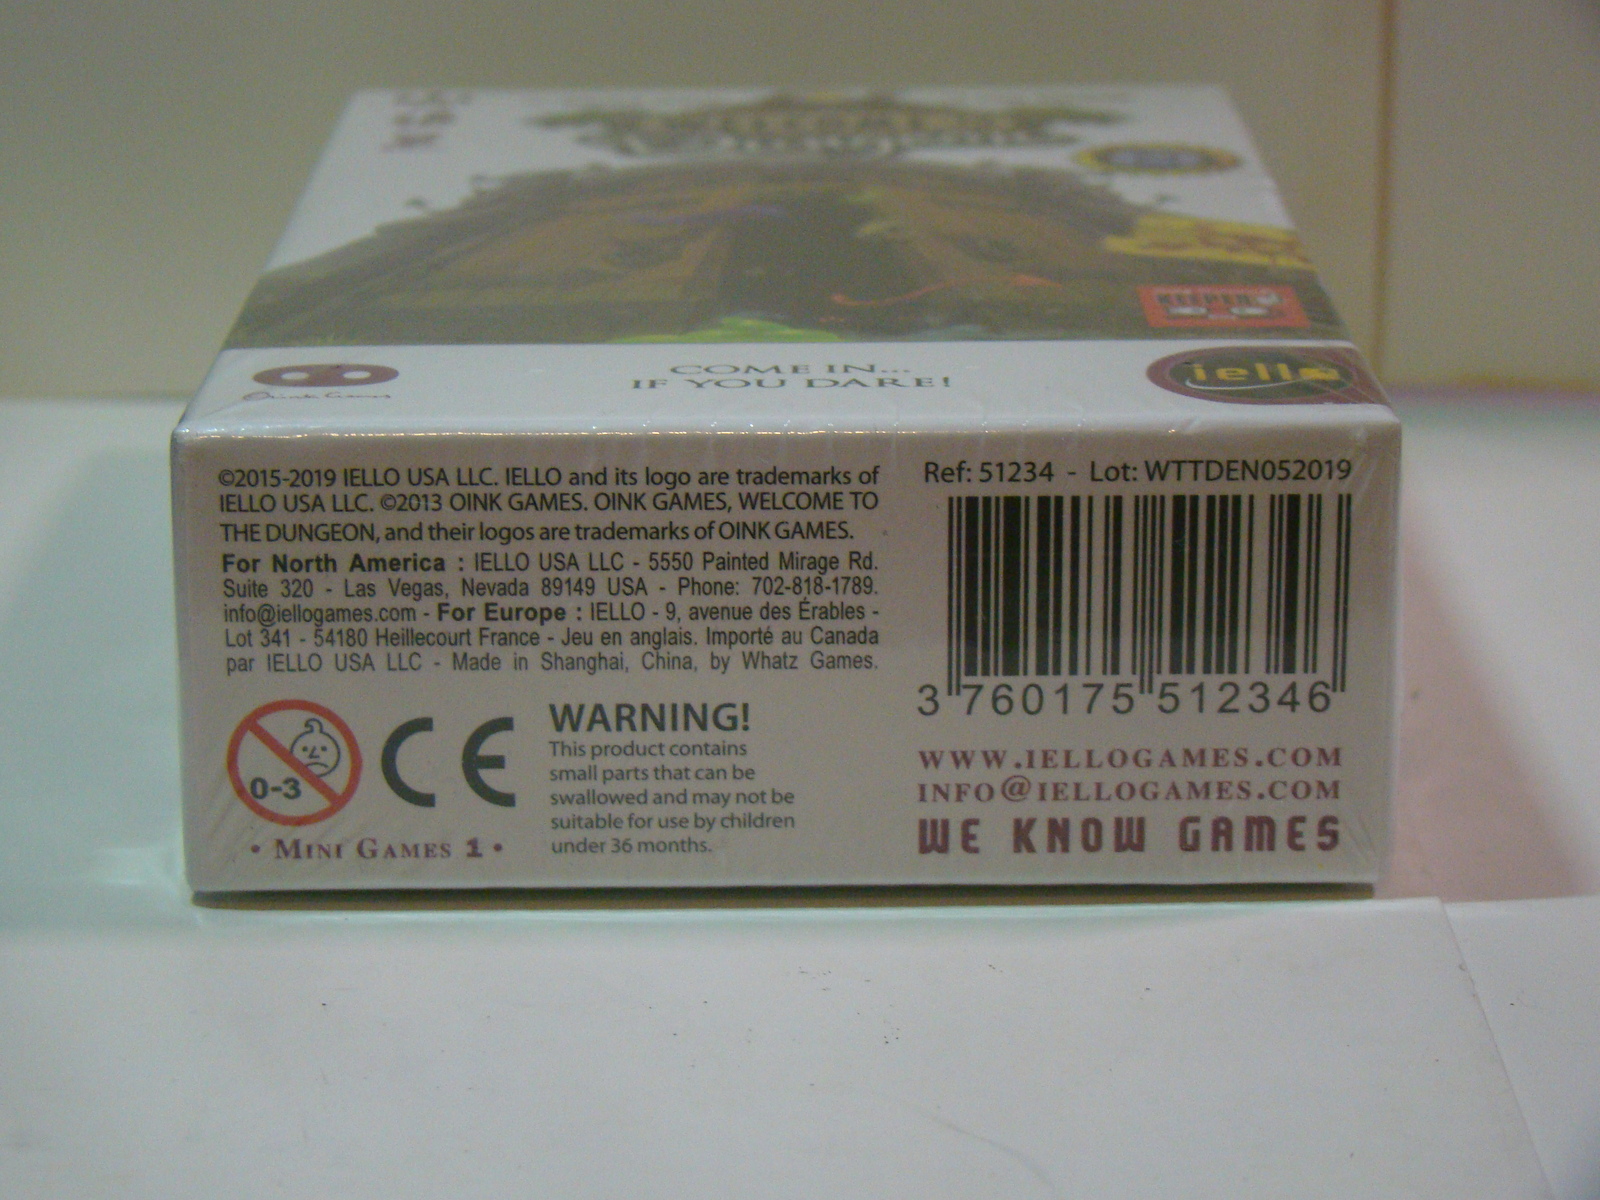 KEEPER
COME IN...
IF YOU DARE!
Oink Games
iello
©2015-2019 IELLO USA LLC. IELLO and its logo are trademarks of
IELLO USA LLC. ©2013 OINK GAMES. OINK GAMES, WELCOME TO
THE DUNGEON, and their logos are trademarks of OINK GAMES.
For North America : IELLO USA LLC - 5550 Painted Mirage Rd.
Suite 320 - Las Vegas, Nevada 89149 USA - Phone: 702-818-1789.
info@iellogames.com - For Europe : IELLO - 9, avenue des Érables -
Lot 341 - 54180 Heillecourt France - Jeu en anglais. Importé au Canada
par IELLO USA LLC - Made in Shanghai, China, by Whatz Games.
0-3
CE
• MINI GAMES 1 •
WARNING!
This product contains
small parts that can be
swallowed and may not be
suitable for use by children
under 36 months.
Ref: 51234 - Lot: WTTDEN052019
3 760175 512346
WWW.IELLOGAMES.COM
INFO@IELLOGAMES.COM
WE KNOW GAMES